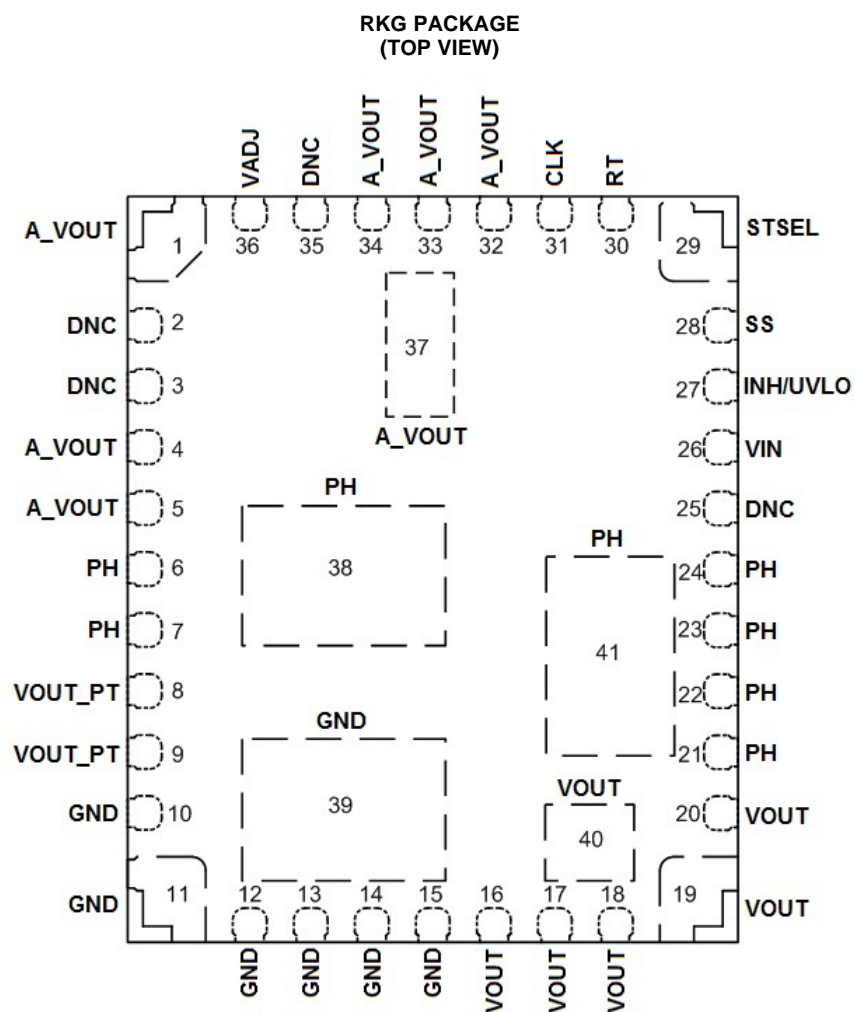 RKG PACKAGE
(TOP VIEW)
VADJ
DNC
A_VOUT
A_VOUT
A_VOUT
CLK
RT
36
35
34
33
32
31
30
A_VOUT
1
29
STSEL
DNC
2
28
SS
DNC
3
27
INH/UVLO
A_VOUT
4
26
VIN
A_VOUT
5
25
DNC
PH
6
24
PH
PH
7
23
PH
VOUT_PT
8
22
PH
VOUT_PT
9
21
PH
GND
10
20
VOUT
GND
11
19
VOUT
37
A_VOUT
PH
38
PH
41
GND
39
VOUT
40
12
13
14
15
16
17
18
GND
GND
GND
GND
VOUT
VOUT
VOUT